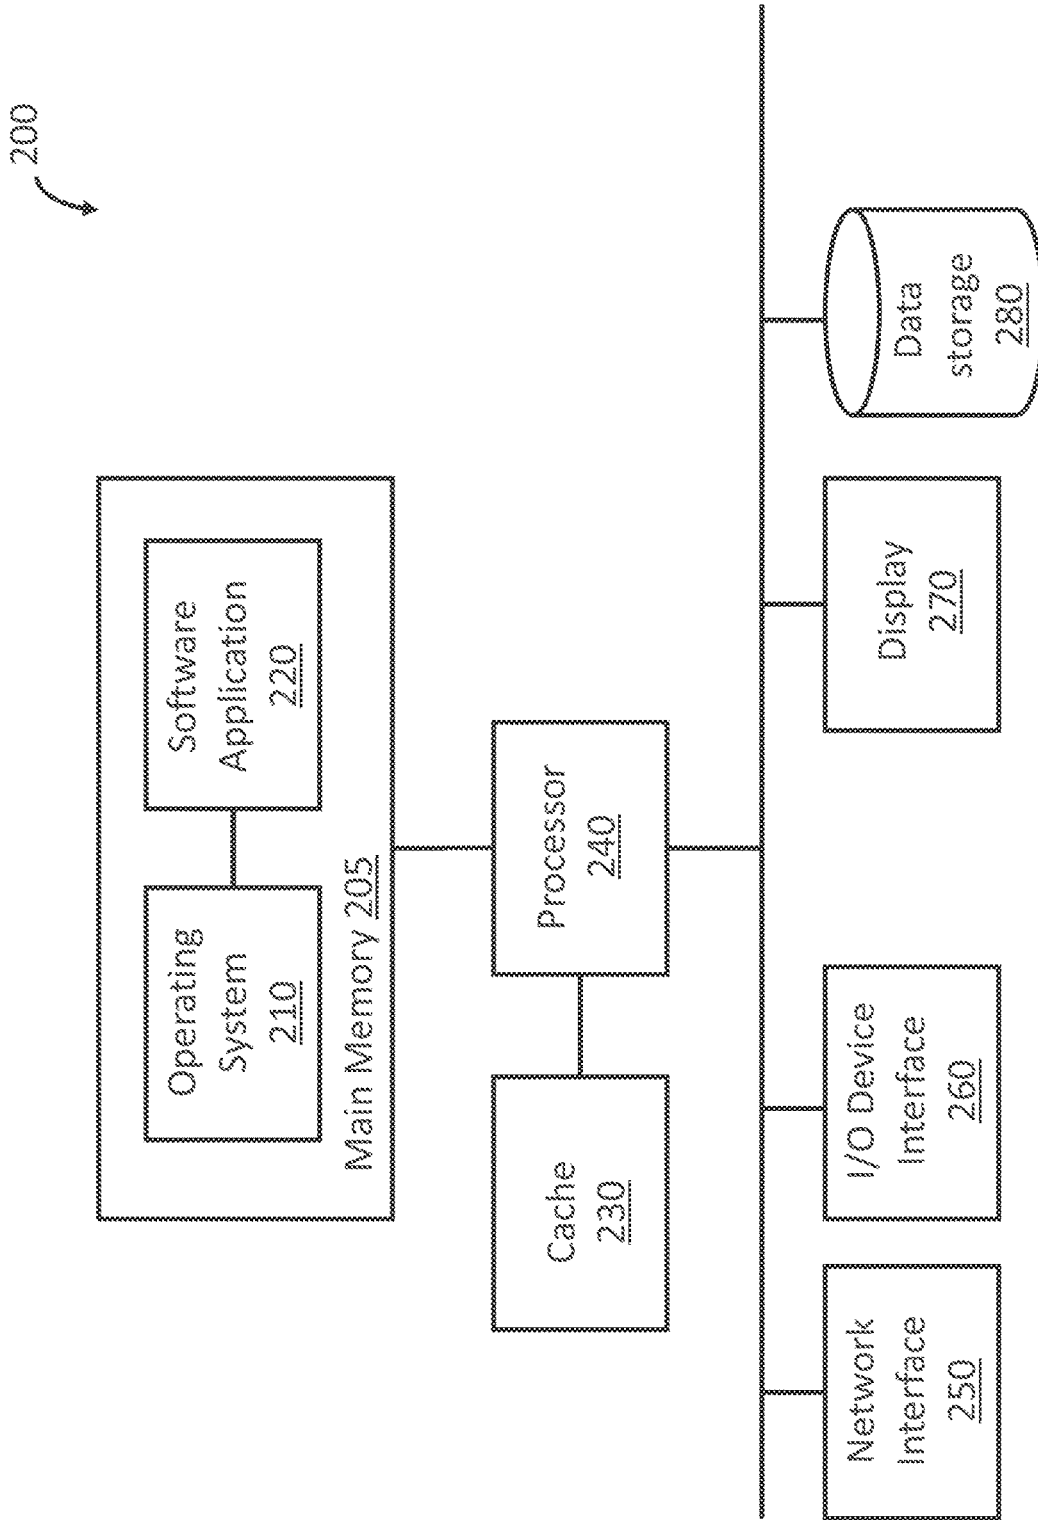 200
Operating
System
210
Software
Application
220
Main Memory 205
Cache
230
Processor
240
Network
Interface
250
I/O Device
Interface
260
Display
270
Data
storage
280